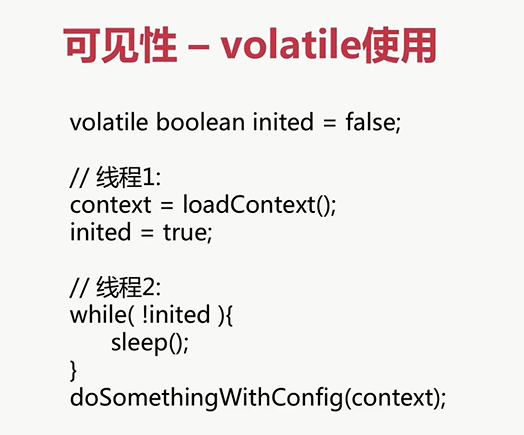 可见性 – volatile使用
volatile boolean inited = false;
// 线程1:
context = loadContext();
inited = true;
// 线程2:
while( !inited ){
sleep();
}
doSomethingWithConfig(context);